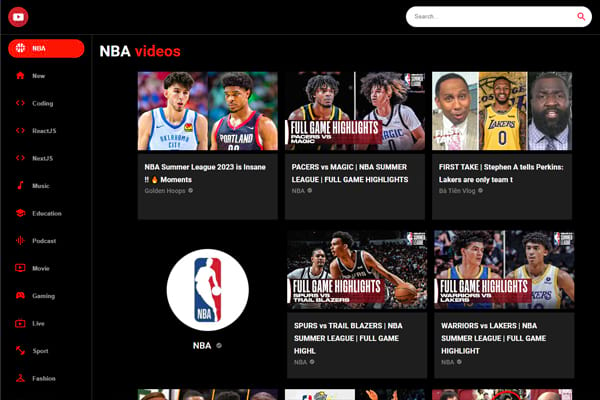 Search...
NBA
New
Coding
ReactJS
NextJS
Music
Education
Podcast
Movie
Gaming
Live
Sport
Fashion
NBA videos
OKLAHOMA CITY
PORTLAND
NBA Summer League 2023 is Insane
!! 🔥 Moments
Golden Hoops
FULL GAME HIGHLIGHTS
PACERS VS
MAGIC
PACERS vs MAGIC | NBA SUMMER
LEAGUE | FULL GAME HIGHLIGHTS
NBA
FIRST
LAKERS
0
FIRST TAKE | Stephen A tells Perkins:
Lakers are only team t
Bá Tiên Vlog
NBA
NBA
FULL GAME HIGHLIGHTS
SPURS VS
TRAIL BLAZERS
SPURS vs TRAIL BLAZERS | NBA
SUMMER LEAGUE | FULL GAME
HIGHL
NBA
FULL GAME HIGHLIGHTS
WARRIORS VS
LAKERS
WARRIORS vs LAKERS | NBA
SUMMER LEAGUE | FULL GAME
HIGHLIGHT
NBA